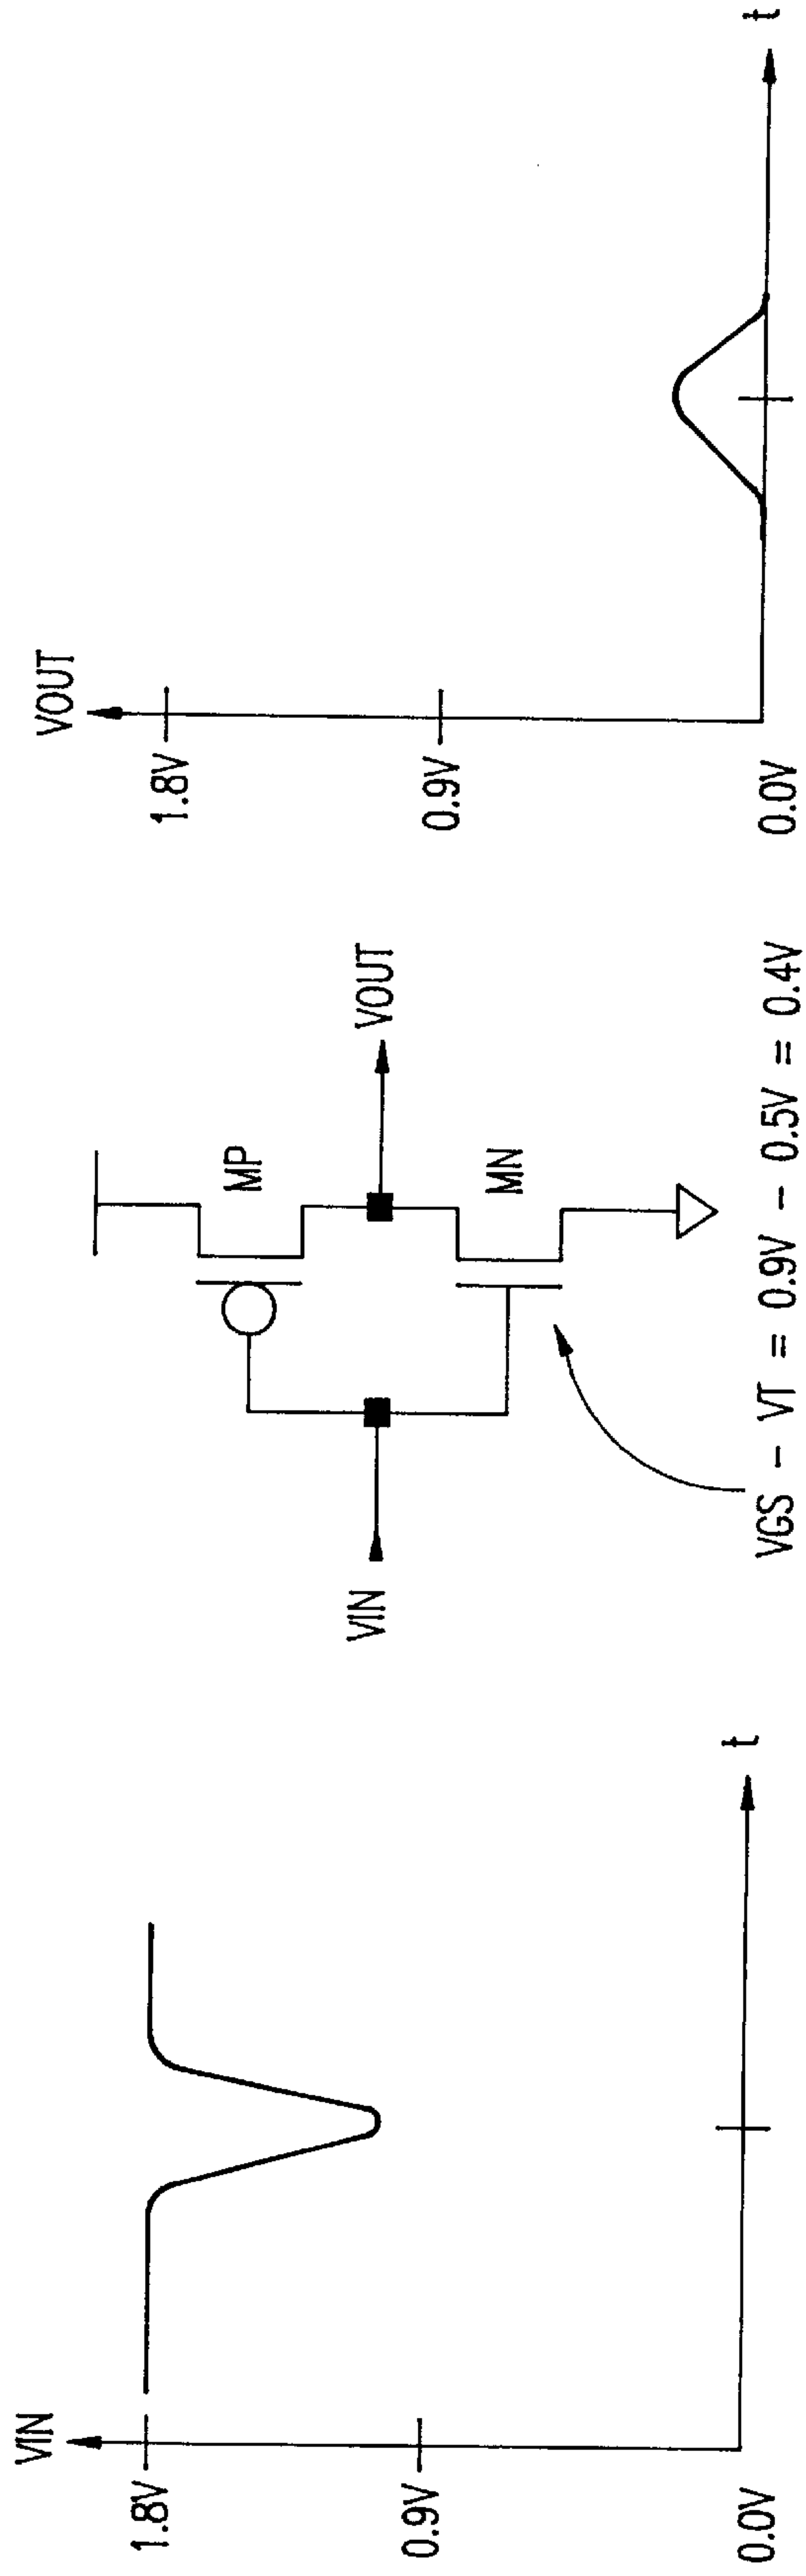 VIN
1.8V
0.9V
0.0V
t
VIN
MP
VOUT
MN
VGS - VT = 0.9V - 0.5V = 0.4V
VOUT
1.8V
0.9V
0.0V
t